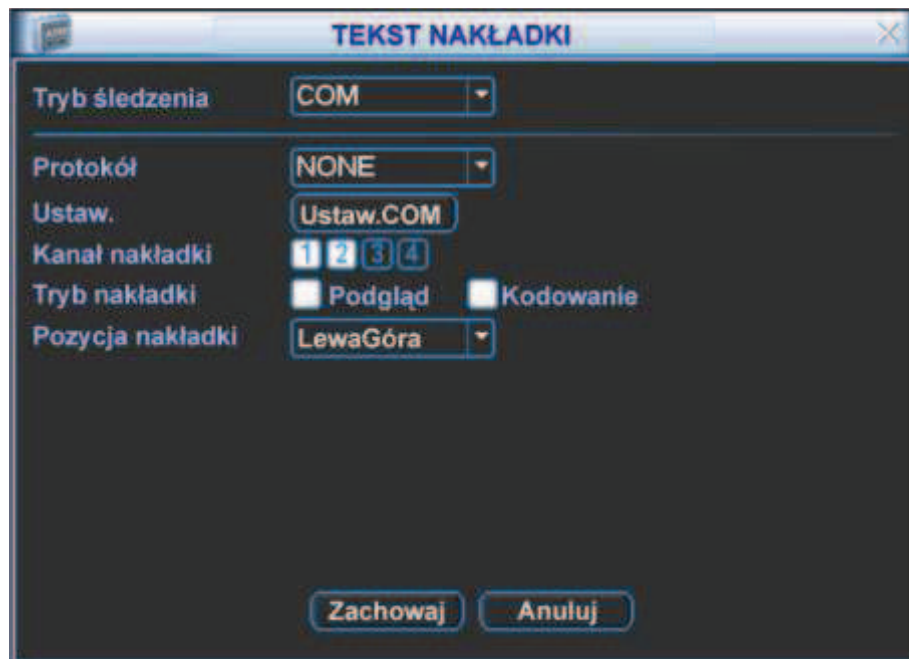 TEKST NAKŁADKI
Tryb śledzenia COM
Protokół NONE
Ustaw. Ustaw.COM
Kanał nakładki 1 2 3 4
Tryb nakładki Podgląd Kodowanie
Pozycja nakładki LewaGóra
Zachowaj Anuluj